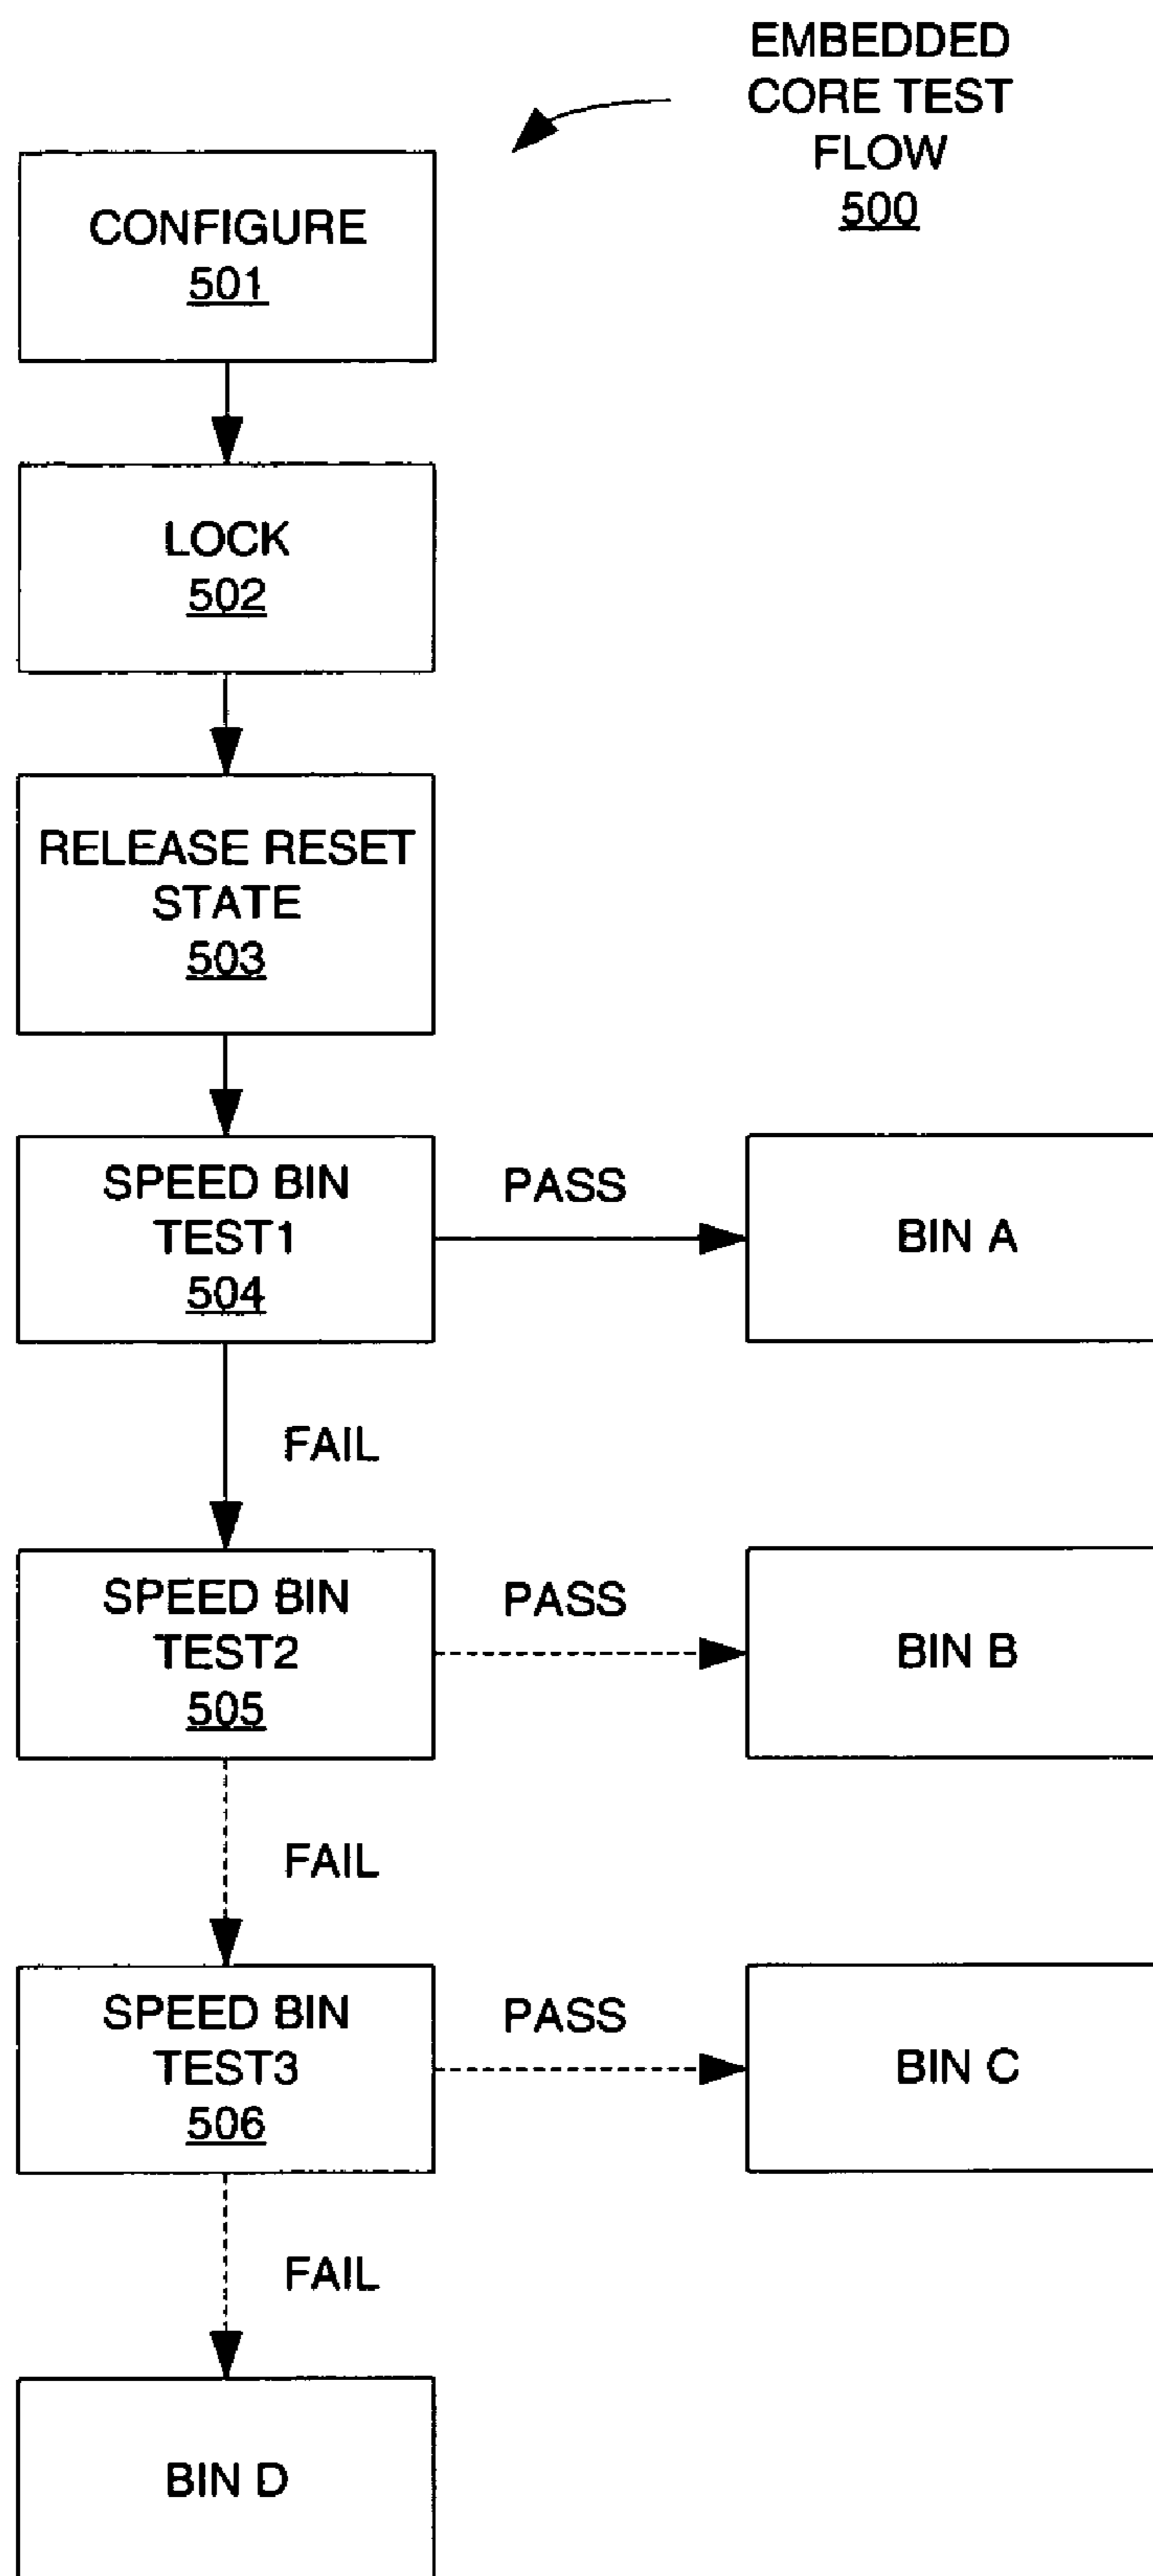 EMBEDDED
CORE TEST
FLOW
500
CONFIGURE
501
LOCK
502
RELEASE RESET
STATE
503
SPEED BIN
TEST1
504
PASS
BIN A
FAIL
SPEED BIN
TEST2
505
PASS
BIN B
FAIL
SPEED BIN
TEST3
506
PASS
BIN C
FAIL
BIN D